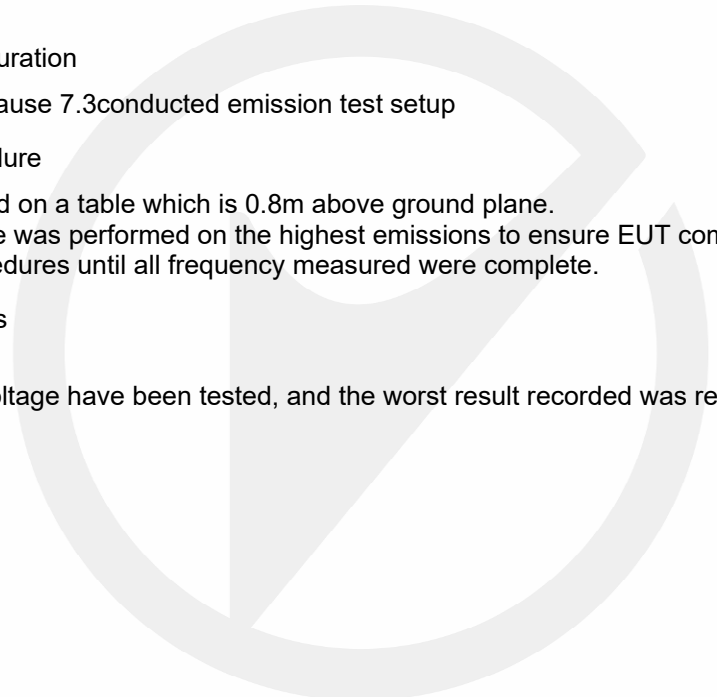 uration
ause 7.3conducted emission test setup
dure
d on a table which is 0.8m above ground plane.
e was performed on the highest emissions to ensure EUT con
edures until all frequency measured were complete.
s
oltage have been tested, and the worst result recorded was re